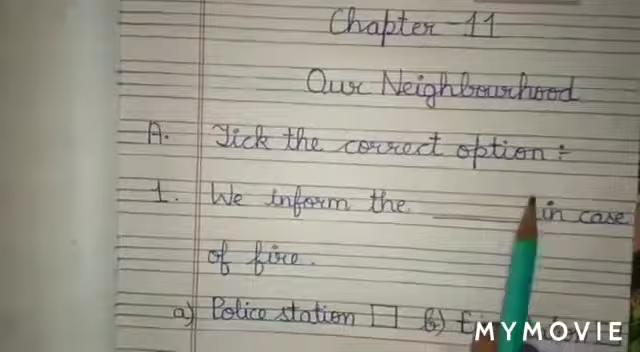 Chapter-11
Our Neighbourhood
A. Tick the correct option:-
1. We inform the ______ in case
of fire.
a) Police station □ b)
MYMOVIE